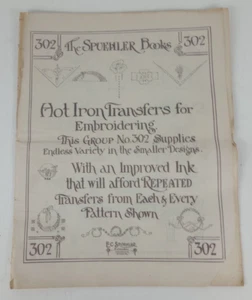 302 The Spuehler Books 302
Hot Iron Transfers for
Embroidering
This Group No. 302 Supplies
Endless Variety in the Smaller Designs.
With an Improved Ink
that will afford Repeated
Transfers from Each & Every
Pattern Shown
302 302